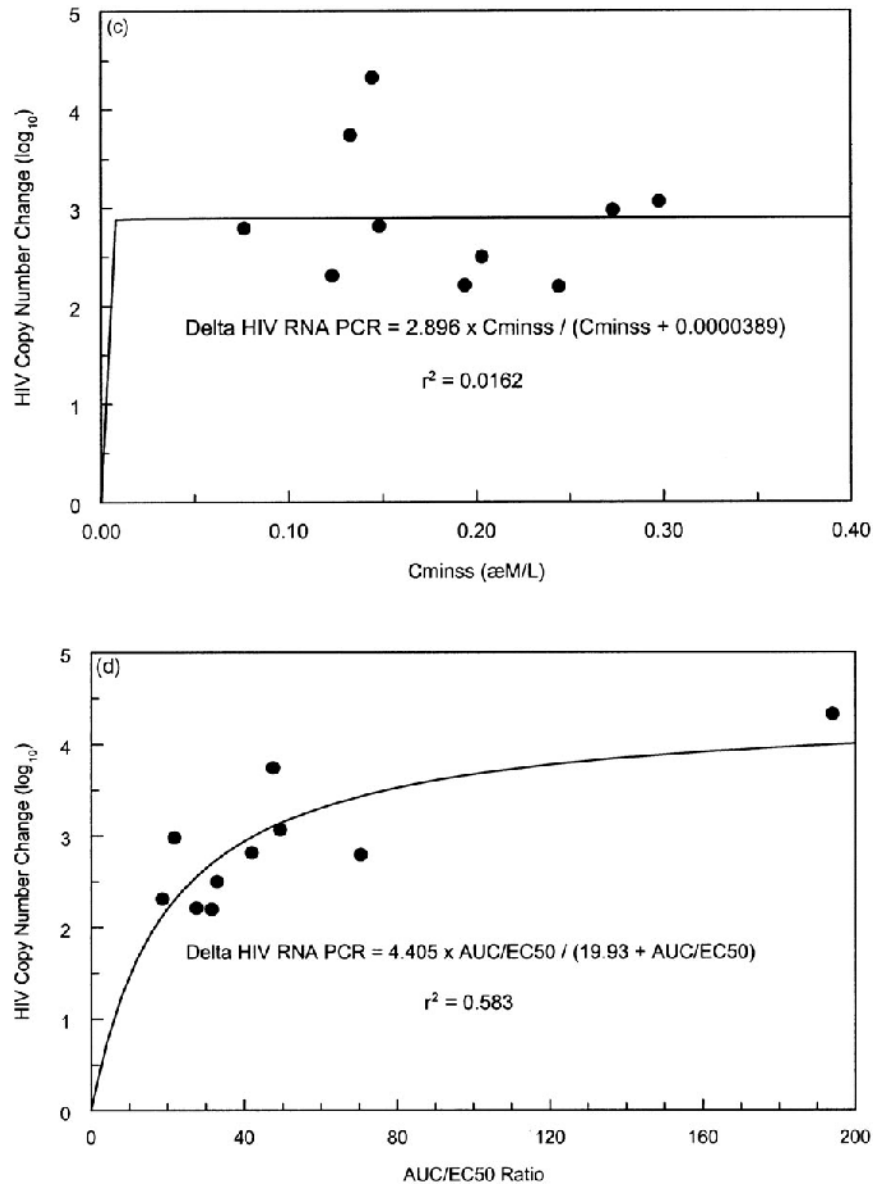 (c)
HIV Copy Number Change (log10)
5
4
3
2
1
0
Delta HIV RNA PCR = 2.896 x Cminss / (Cminss + 0.0000389)
r² = 0.0162
0.00 0.10 0.20 0.30 0.40
Cminss (æM/L)
(d)
HIV Copy Number Change (log10)
5
4
3
2
1
0
Delta HIV RNA PCR = 4.405 x AUC/EC50 / (19.93 + AUC/EC50)
r² = 0.583
0 40 80 120 160 200
AUC/EC50 Ratio